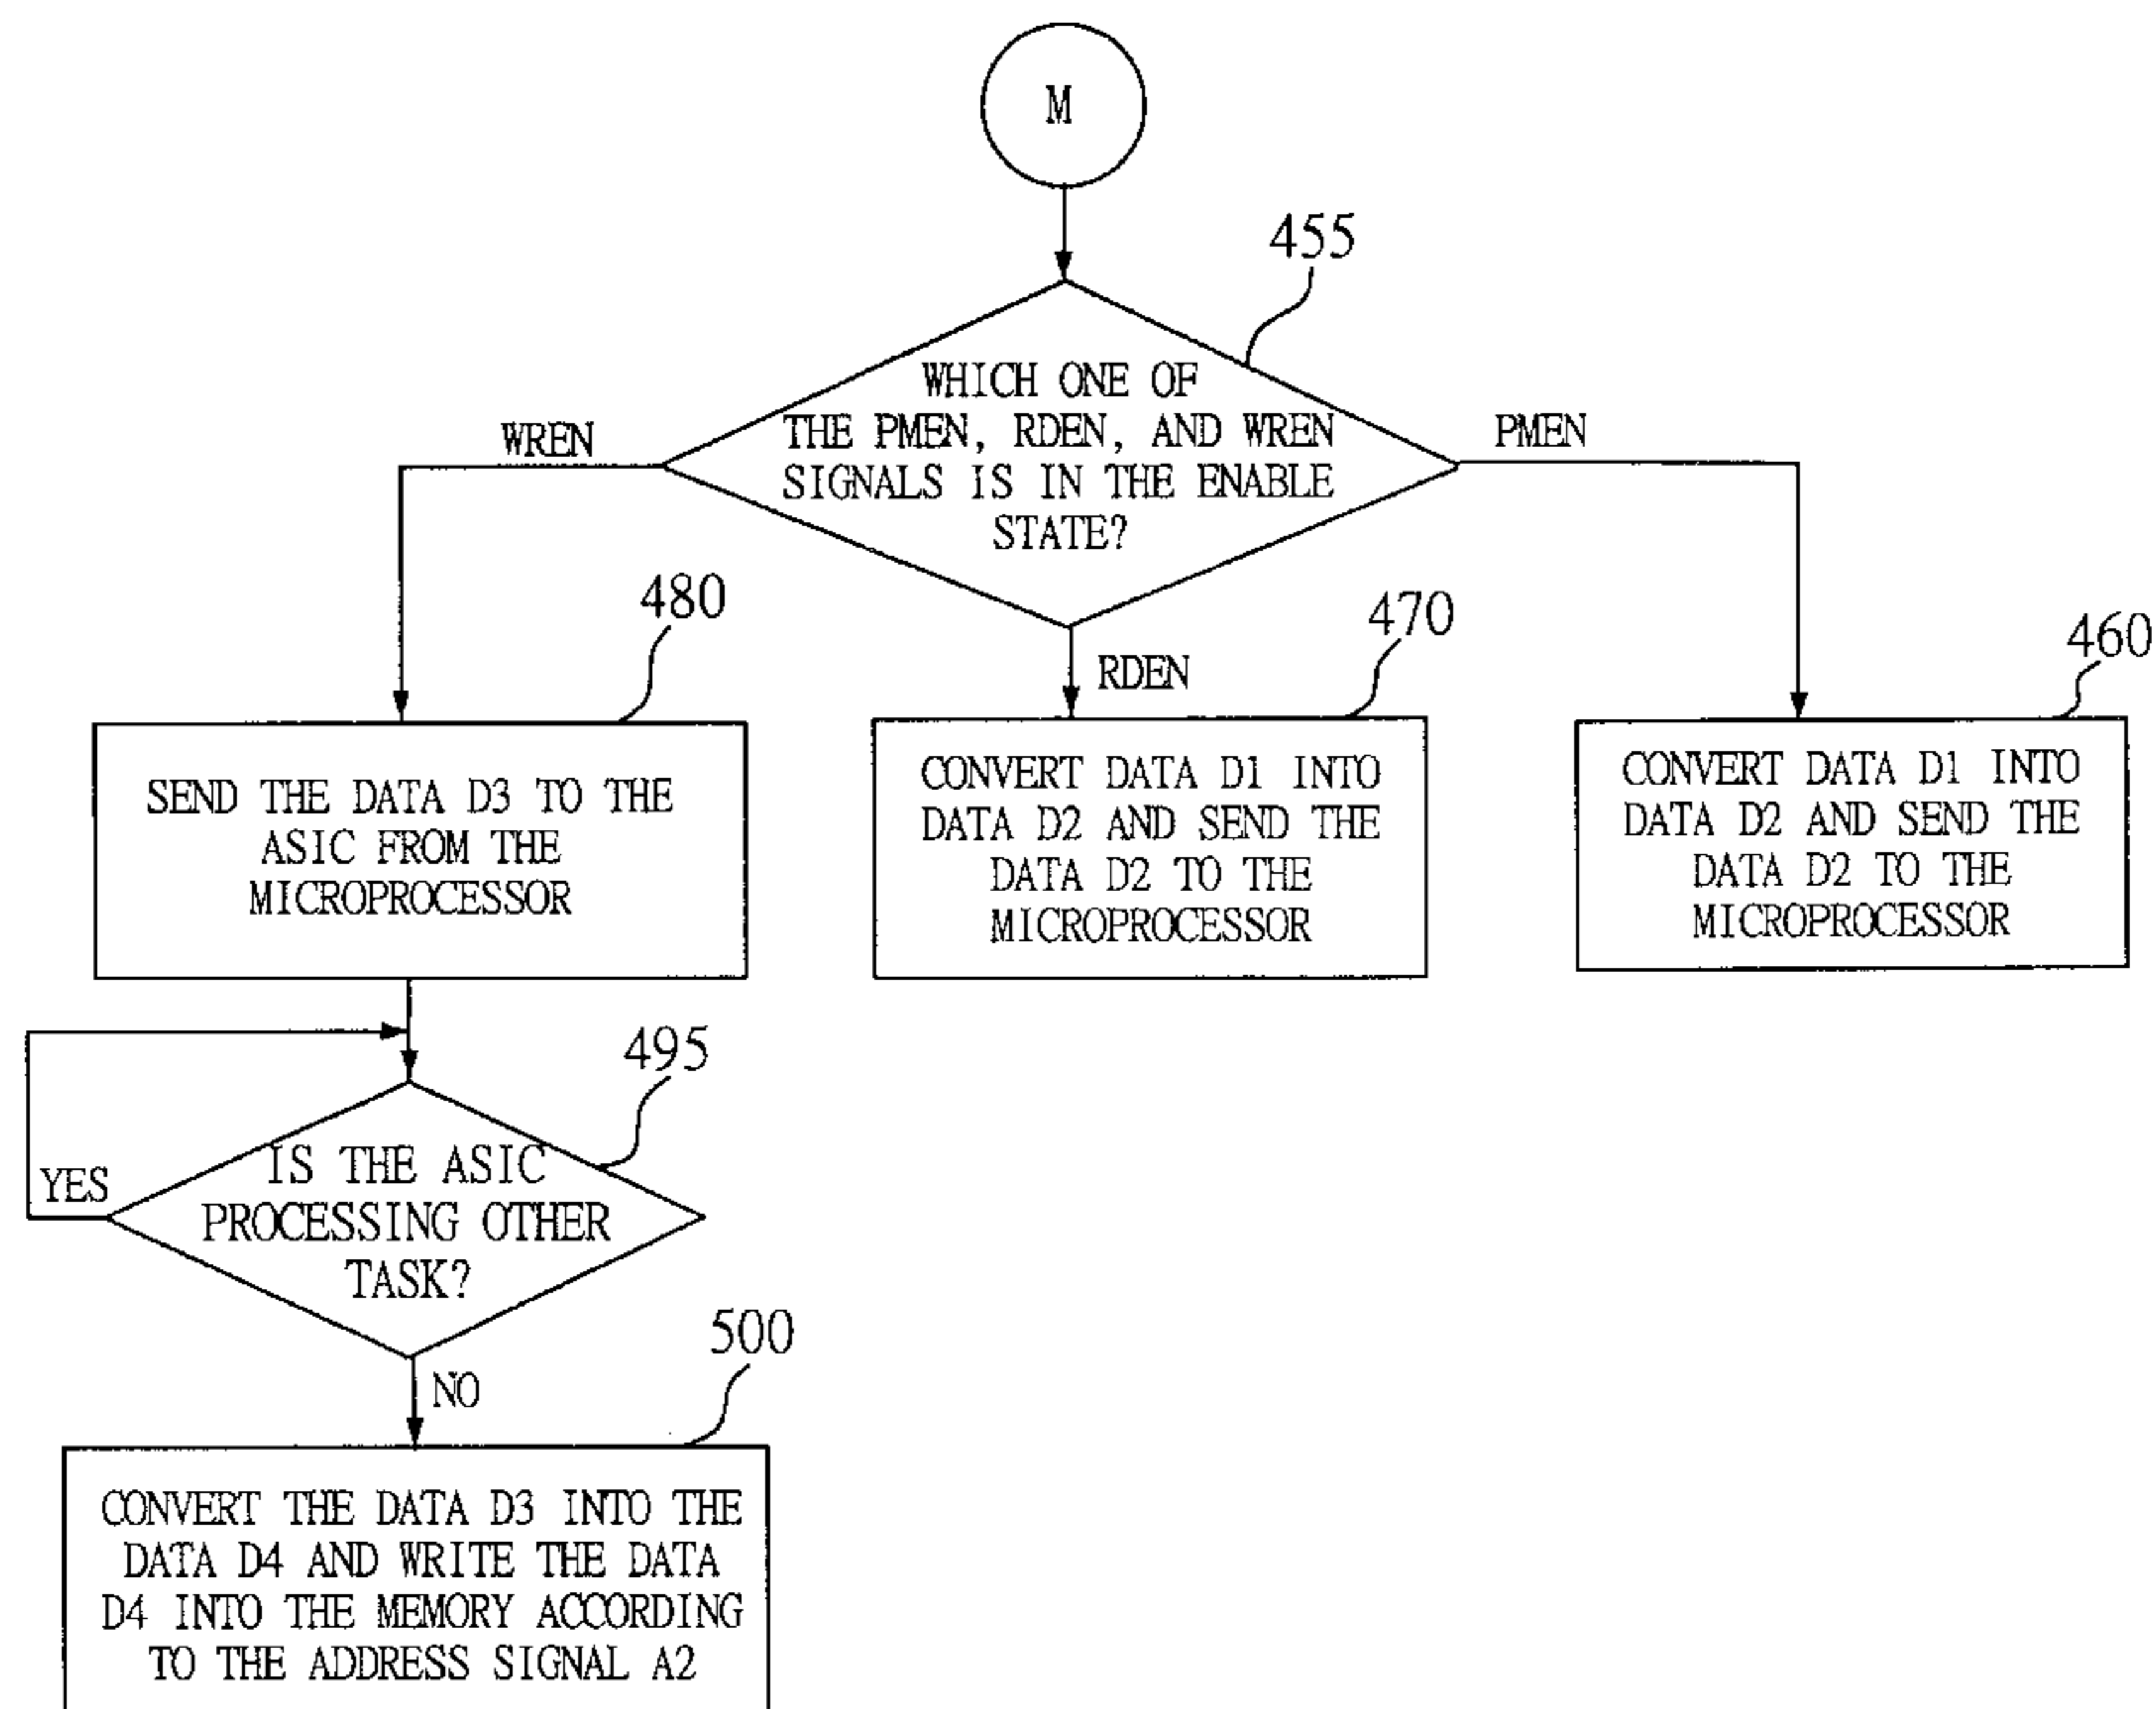 M
455
WHICH ONE OF
THE PMEN, RDEN, AND WREN
SIGNALS IS IN THE ENABLE
STATE?
WREN
PMEN
RDEN
480
470
460
SEND THE DATA D3 TO THE
ASIC FROM THE
MICROPROCESSOR
CONVERT DATA D1 INTO
DATA D2 AND SEND THE
DATA D2 TO THE
MICROPROCESSOR
CONVERT DATA D1 INTO
DATA D2 AND SEND THE
DATA D2 TO THE
MICROPROCESSOR
495
IS THE ASIC
PROCESSING OTHER
TASK?
YES
NO
500
CONVERT THE DATA D3 INTO THE
DATA D4 AND WRITE THE DATA
D4 INTO THE MEMORY ACCORDING
TO THE ADDRESS SIGNAL A2